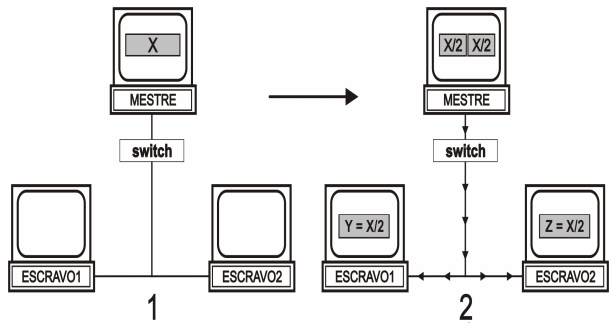 X
MESTRE
switch
ESCRAVO1
ESCRAVO2
1
X/2 X/2
MESTRE
switch
Y = X/2
Z = X/2
ESCRAVO1
ESCRAVO2
2